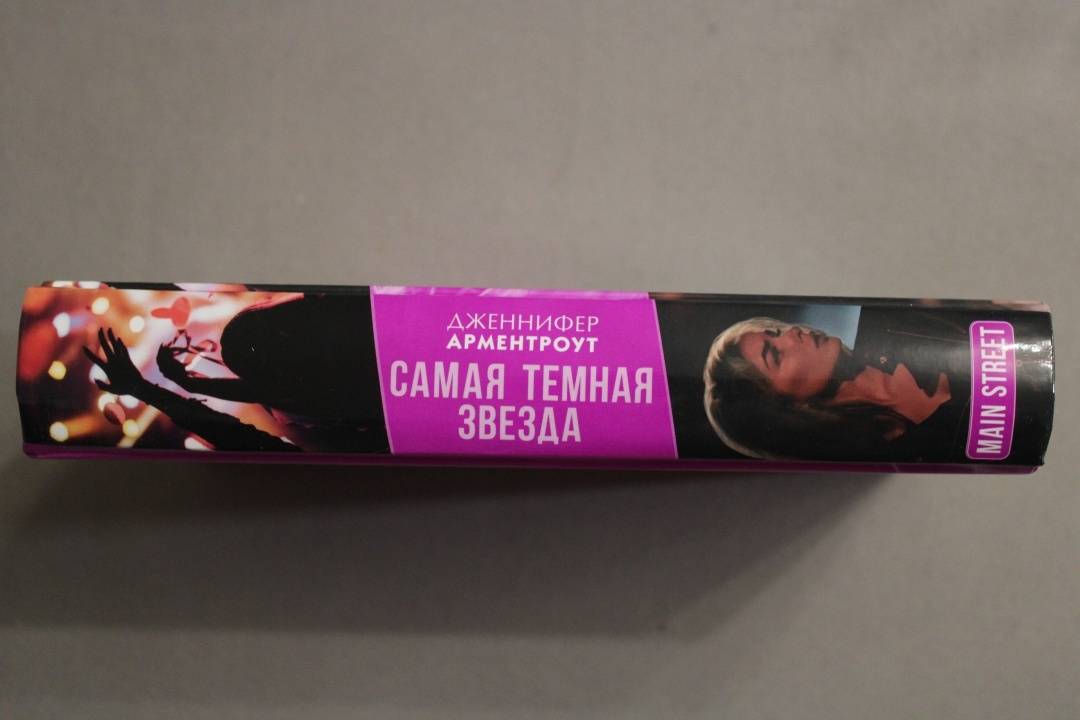 ДЖЕННИФЕР
АРМЕНТРОУТ
САМАЯ ТЕМНАЯ
ЗВЕЗДА
MAIN STREET